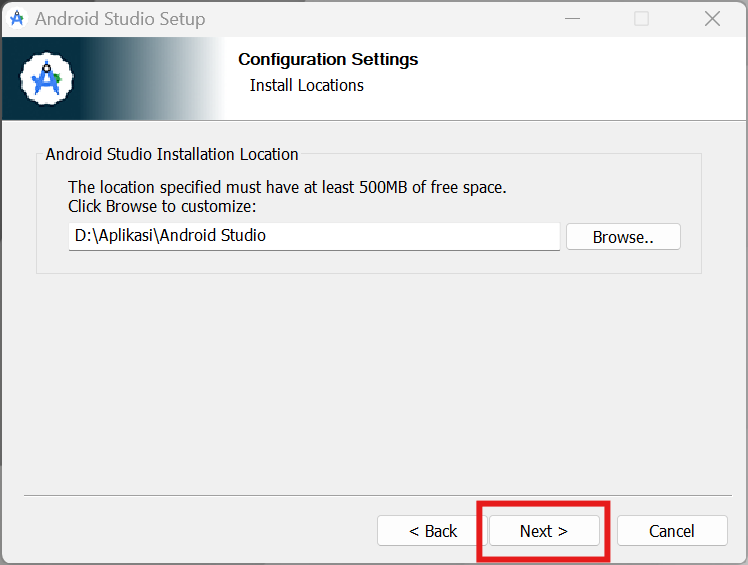 Android Studio Setup
Configuration Settings
Install Locations
Android Studio Installation Location
The location specified must have at least 500MB of free space.
Click Browse to customize:
D:\Aplikasi\Android Studio
Browse..
< Back
Next >
Cancel